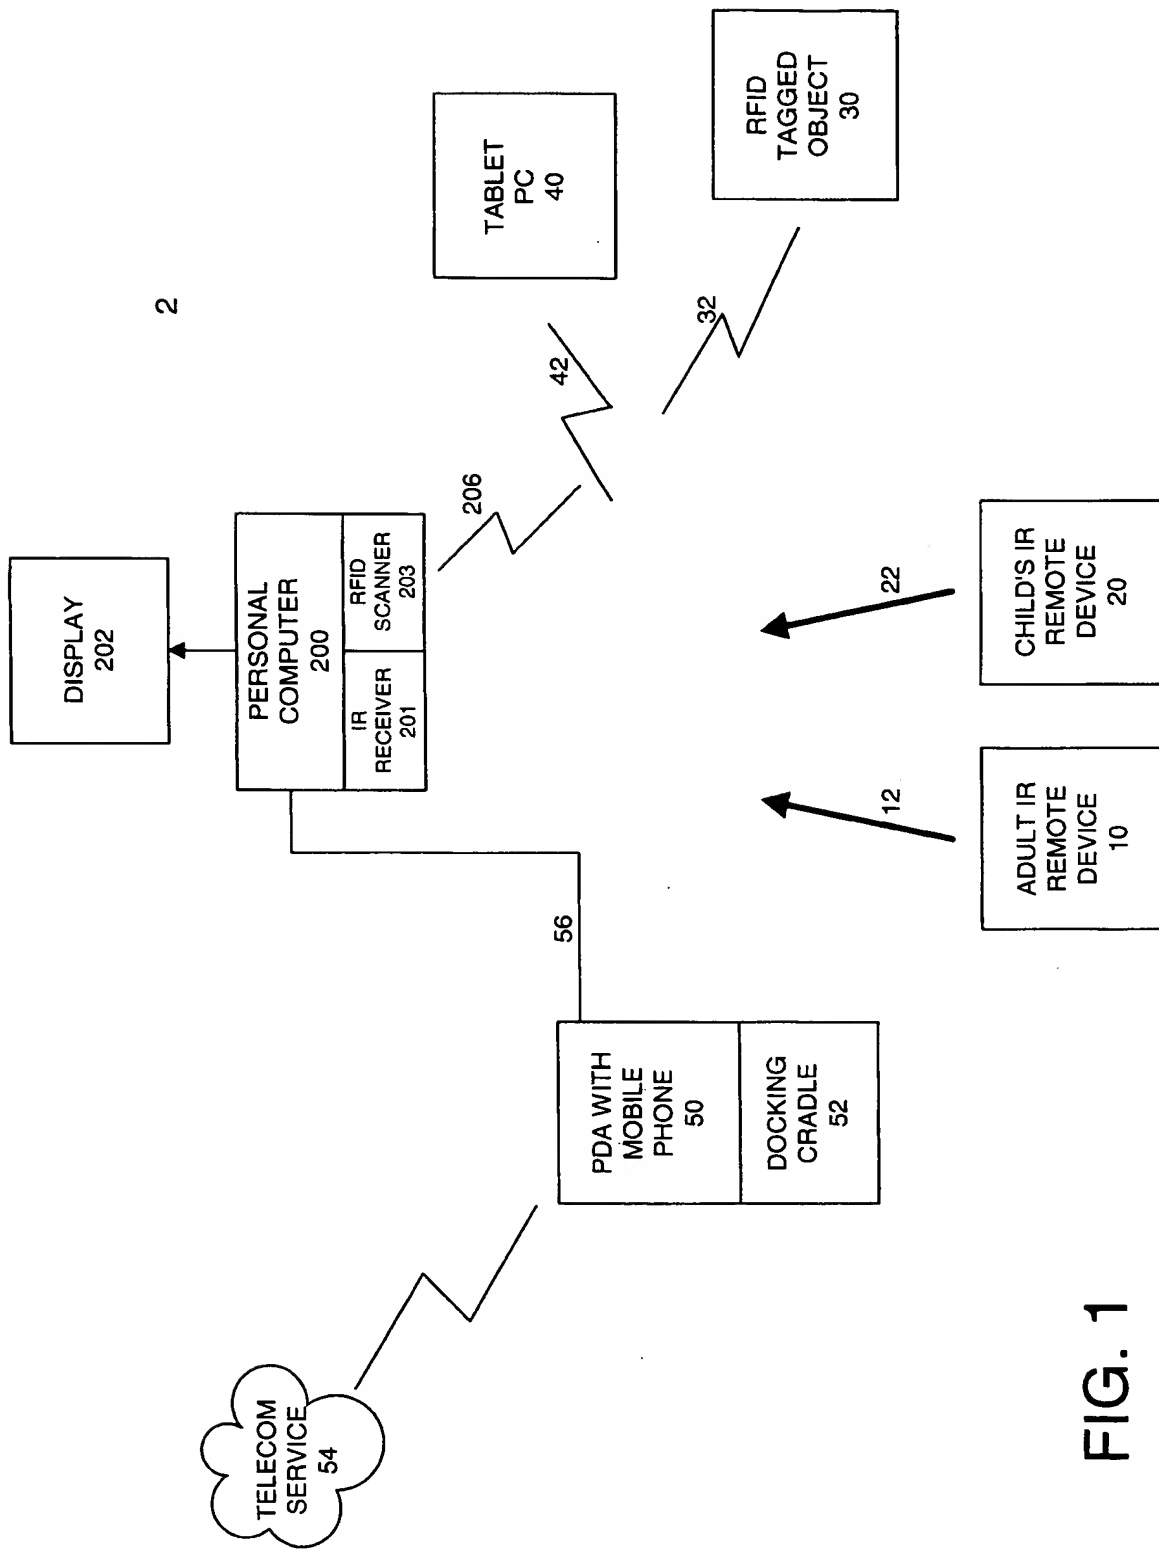 2
DISPLAY
202
PERSONAL
COMPUTER
200
IR
RECEIVER
201
RFID
SCANNER
203
206
TABLET
PC
40
42
RFID
TAGGED
OBJECT
30
32
TELECOM
SERVICE
54
56
PDA WITH
MOBILE
PHONE
50
DOCKING
CRADLE
52
12
22
ADULT IR
REMOTE
DEVICE
10
CHILD'S IR
REMOTE
DEVICE
20
FIG. 1